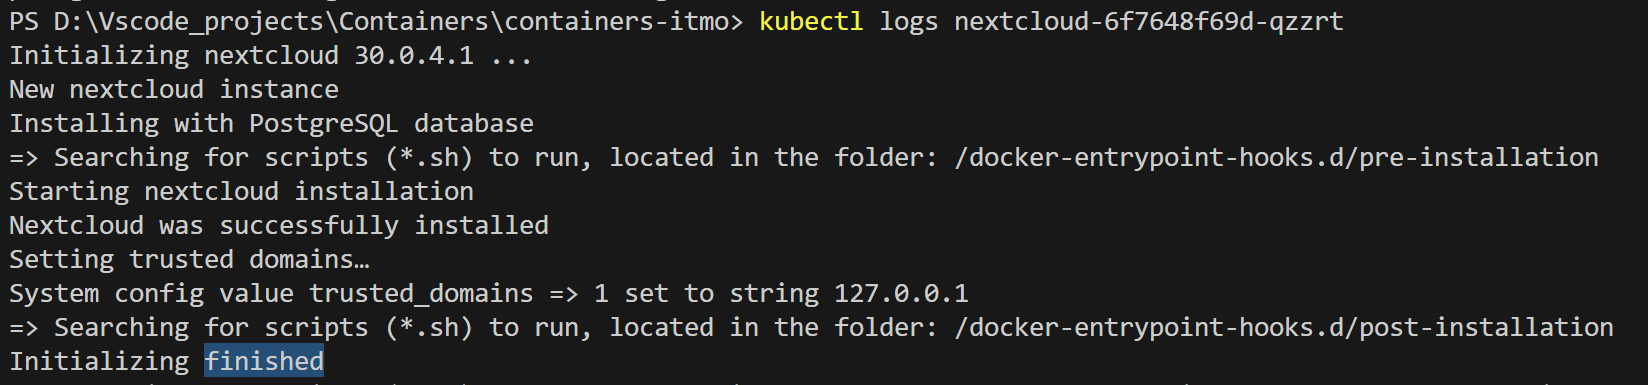 PS D:\Vscode_projects\Containers\containers-itmo> kubectl logs nextcloud-6f7648f69d-qzzrt
Initializing nextcloud 30.0.4.1 ...
New nextcloud instance
Installing with PostgreSQL database
=> Searching for scripts (*.sh) to run, located in the folder: /docker-entrypoint-hooks.d/pre-installation
Starting nextcloud installation
Nextcloud was successfully installed
Setting trusted domains…
System config value trusted_domains => 1 set to string 127.0.0.1
=> Searching for scripts (*.sh) to run, located in the folder: /docker-entrypoint-hooks.d/post-installation
Initializing finished